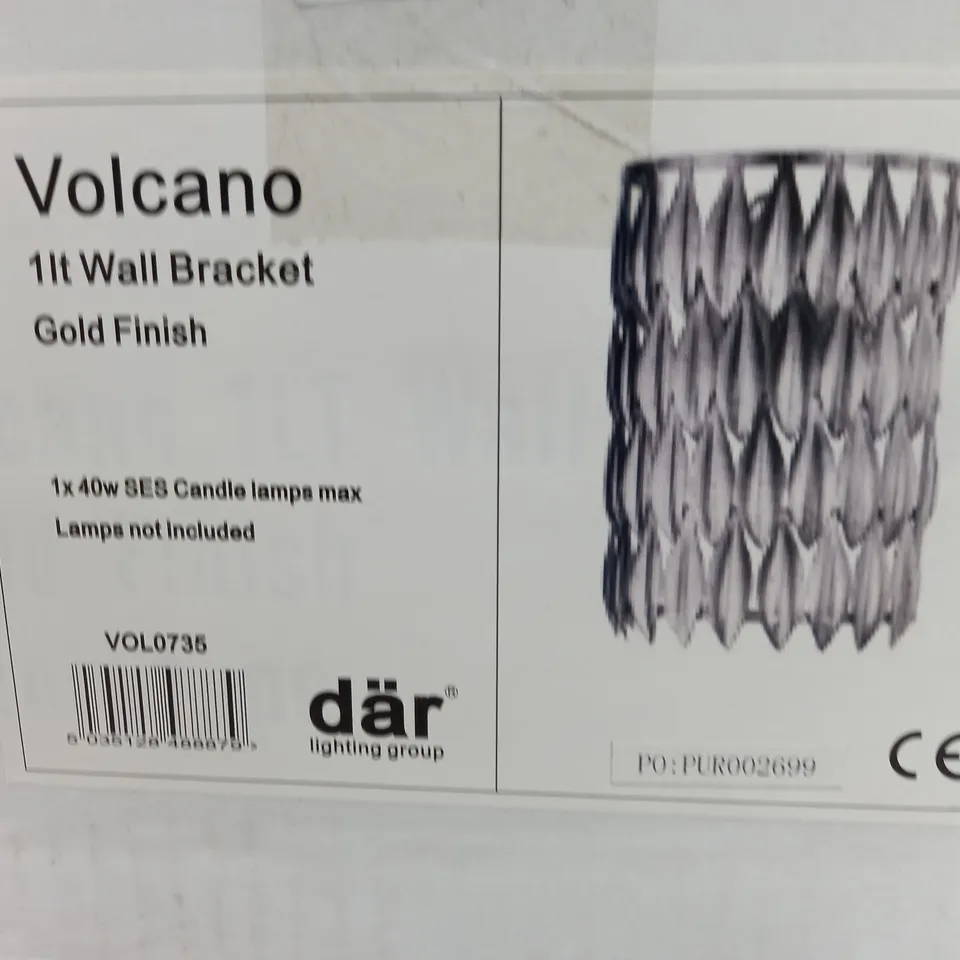 Volcano
1lt Wall Bracket
Gold Finish
1x 40w SES Candle lamps max
Lamps not included
VOL0735
där®
lighting group
PO:PUR002699
CE